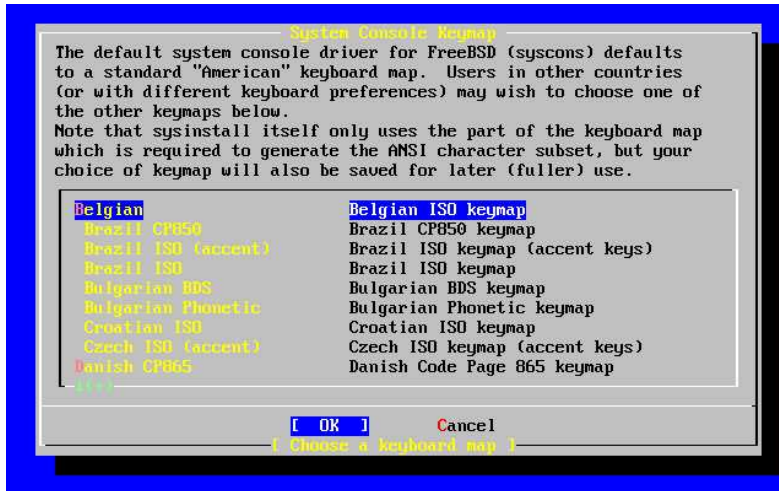 System Console Keymap
The default system console driver for FreeBSD (syscons) defaults
to a standard "American" keyboard map. Users in other countries
(or with different keyboard preferences) may wish to choose one of
the other keymaps below.
Note that sysinstall itself only uses the part of the keyboard map
which is required to generate the ANSI character subset, but your
choice of keymap will also be saved for later (fuller) use.
Belgian Belgian ISO keymap
Brazil CP850 Brazil CP850 keymap
Brazil ISO (accent) Brazil ISO keymap (accent keys)
Brazil ISO Brazil ISO keymap
Bulgarian BDS Bulgarian BDS keymap
Bulgarian Phonetic Bulgarian Phonetic keymap
Croatian ISO Croatian ISO keymap
Czech ISO (accent) Czech ISO keymap (accent keys)
Danish CP865 Danish Code Page 865 keymap
[ OK ] Cancel
[ Choose a keyboard map ]